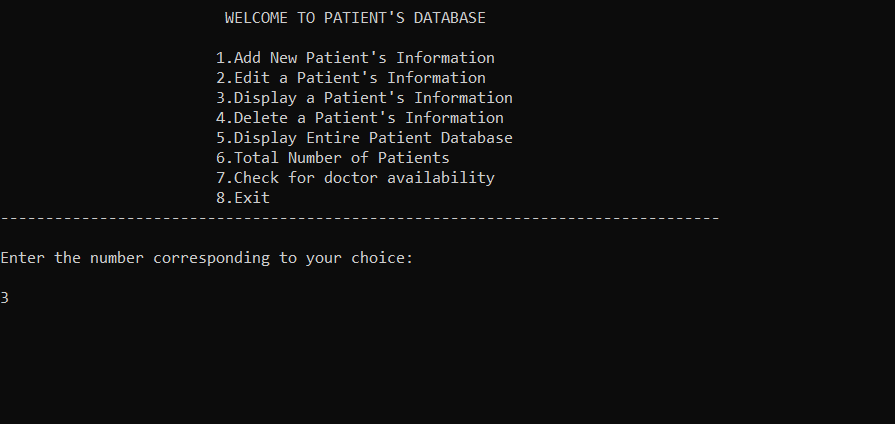 WELCOME TO PATIENT'S DATABASE
1.Add New Patient's Information
2.Edit a Patient's Information
3.Display a Patient's Information
4.Delete a Patient's Information
5.Display Entire Patient Database
6.Total Number of Patients
7.Check for doctor availability
8.Exit
--------------------------------------------------------------------------------
Enter the number corresponding to your choice:
3